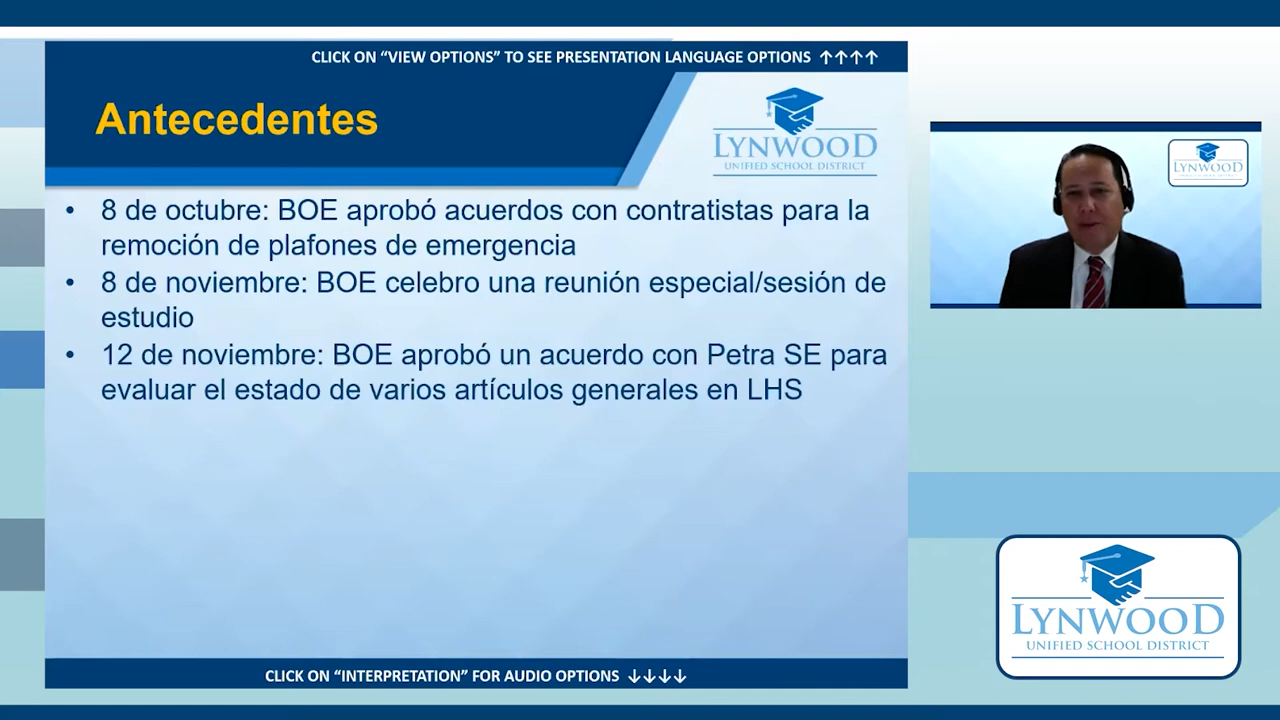 CLICK ON “VIEW OPTIONS” TO SEE PRESENTATION LANGUAGE OPTIONS ↑↑↑↑
Antecedentes
LYNWOOD
UNIFIED SCHOOL DISTRICT
• 8 de octubre: BOE aprobó acuerdos con contratistas para la
remoción de plafones de emergencia
• 8 de noviembre: BOE celebro una reunión especial/sesión de
estudio
• 12 de noviembre: BOE aprobó un acuerdo con Petra SE para
evaluar el estado de varios artículos generales en LHS
CLICK ON “INTERPRETATION” FOR AUDIO OPTIONS ↓↓↓↓
LYNWOOD
LYNWOOD
UNIFIED SCHOOL DISTRICT